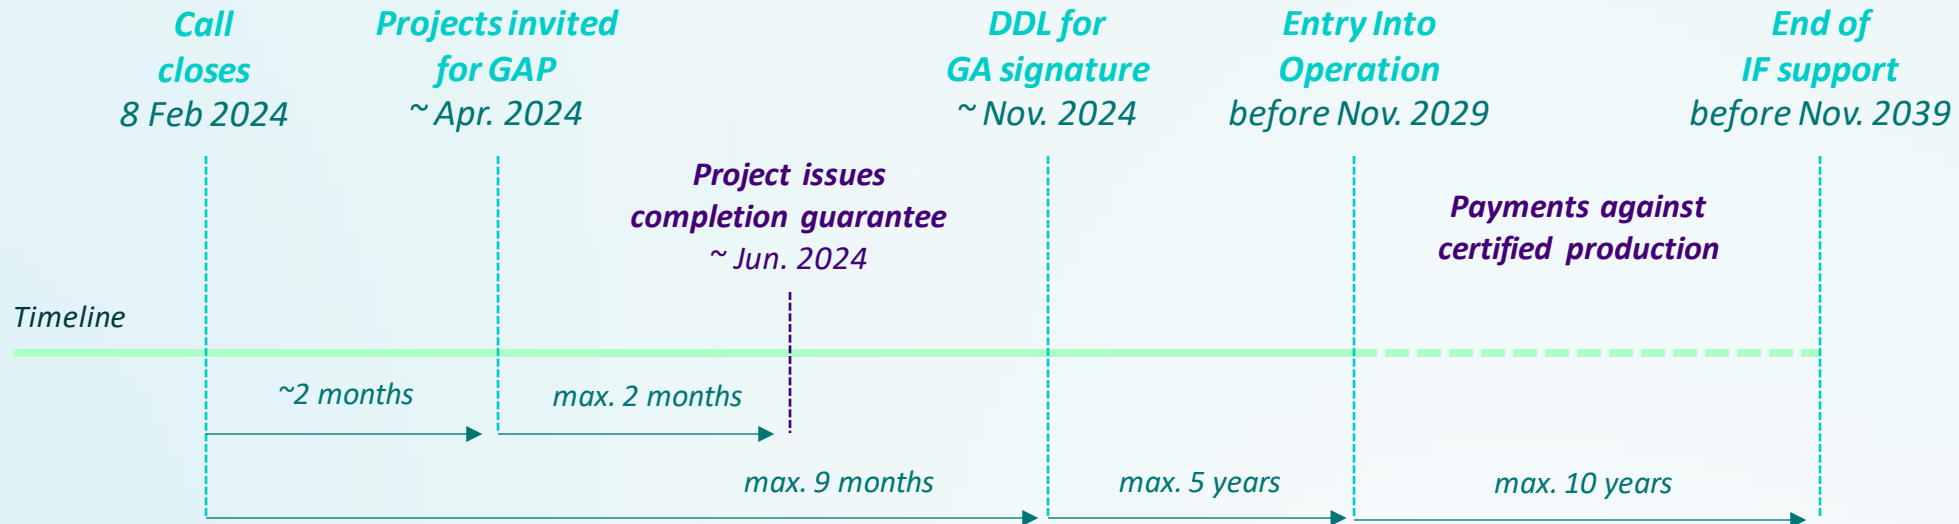 Call
closes
8 Feb 2024
Projects invited
for GAP
~ Apr. 2024
DDL for
GA signature
~ Nov. 2024
Entry Into
Operation
before Nov. 2029
End of
IF support
before Nov. 2039
Project issues
completion guarantee
~ Jun. 2024
Payments against
certified production
Timeline
~2 months
max. 2 months
max. 9 months
max. 5 years
max. 10 years